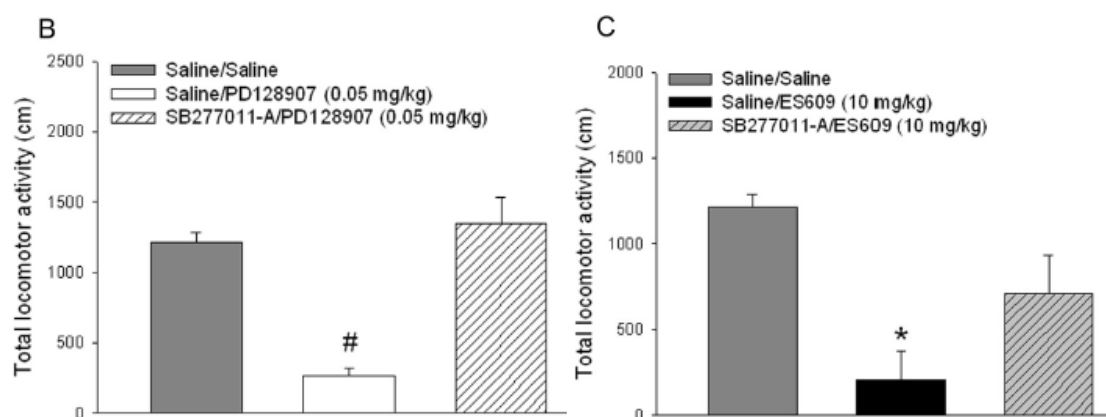 B
Total locomotor activity (cm)
2500
2000
1500
1000
500
0
Saline/Saline
Saline/PD128907 (0.05 mg/kg)
SB277011-A/PD128907 (0.05 mg/kg)
#
C
Total locomotor activity (cm)
2000
1500
1000
500
0
Saline/Saline
Saline/ES609 (10 mg/kg)
SB277011-A/ES609 (10 mg/kg)
*